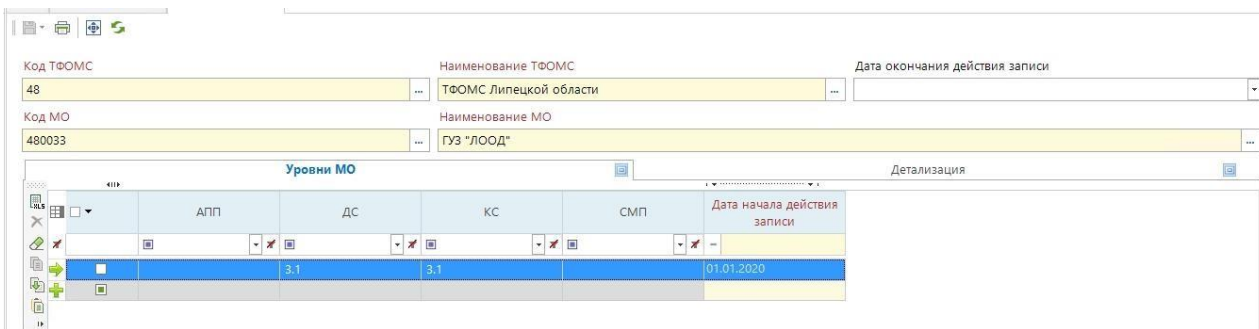 Код ТФОМС Наименование ТФОМС Дата окончания действия записи
48 ... ТФОМС Липецкой области ...
Код МО Наименование МО
480033 ... ГУЗ "ЛООД" ...
Уровни МО Детализация
XLS
АПП ДС КС СМП Дата начала действия
записи
3.1 3.1 01.01.2020